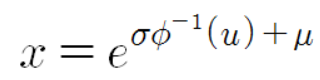 x = e^{σϕ^{-1}(u)+μ}